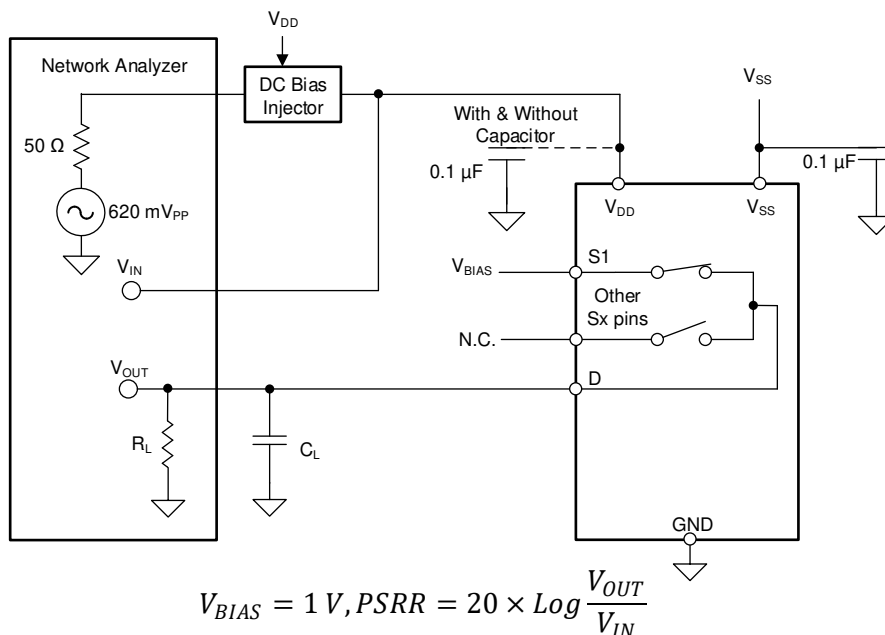 V_DD
Network Analyzer
DC Bias
Injector
V_SS
With & Without
Capacitor
50 Ω
0.1 µF
0.1 µF
620 mV_PP
V_DD
V_SS
V_IN
V_BIAS
S1
Other
Sx pins
N.C.
V_OUT
D
R_L
C_L
GND
V_BIAS = 1 V, PSRR = 20 × Log V_OUT / V_IN